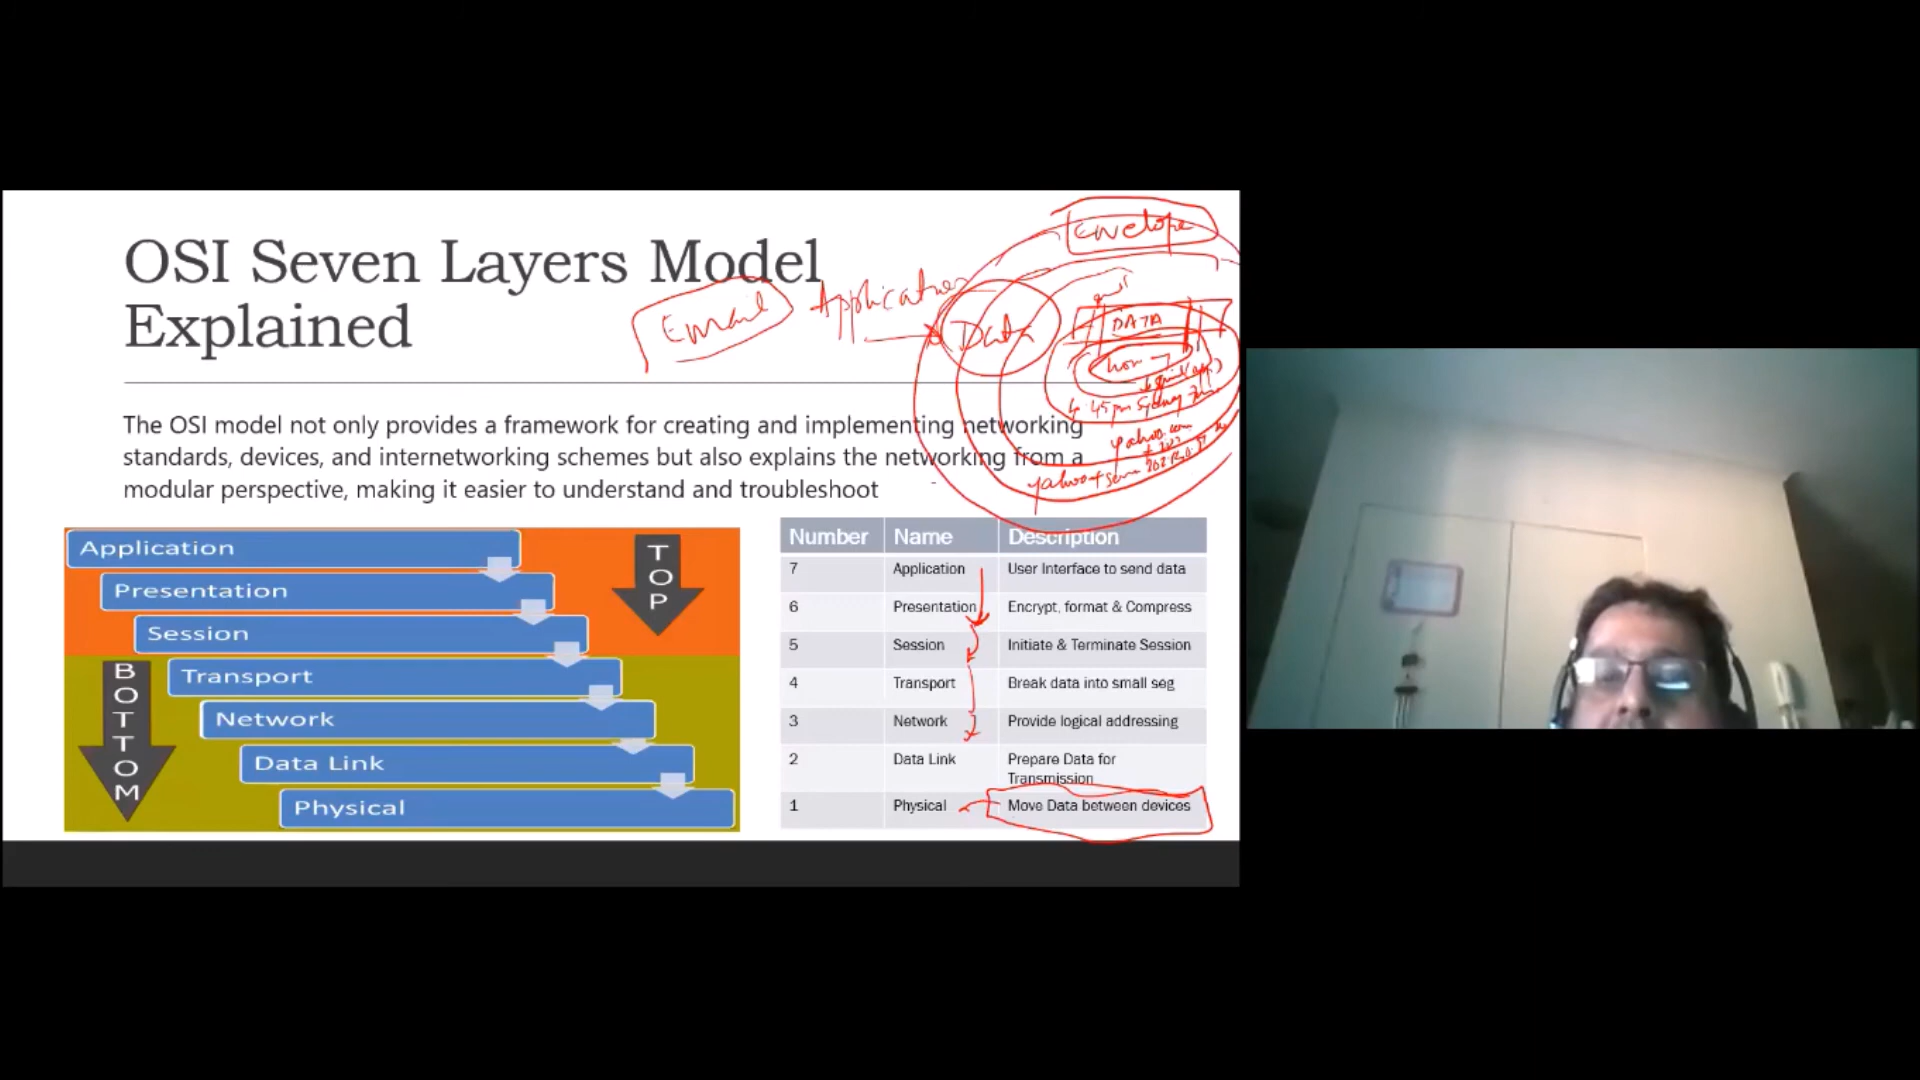 OSI Seven Layers Model
Explained
Email
Application
Data
Envelope
DATA
The OSI model not only provides a framework for creating and implementing networking
standards, devices, and internetworking schemes but also explains the networking from a
modular perspective, making it easier to understand and troubleshoot
yahoo.com
Application
Presentation
Session
Transport
Network
Data Link
Physical
TOP
BOTTOM
Number Name Description
7 Application User Interface to send data
6 Presentation Encrypt, format & Compress
5 Session Initiate & Terminate Session
4 Transport Break data into small seg
3 Network Provide logical addressing
2 Data Link Prepare Data for
Transmission
1 Physical Move Data between devices